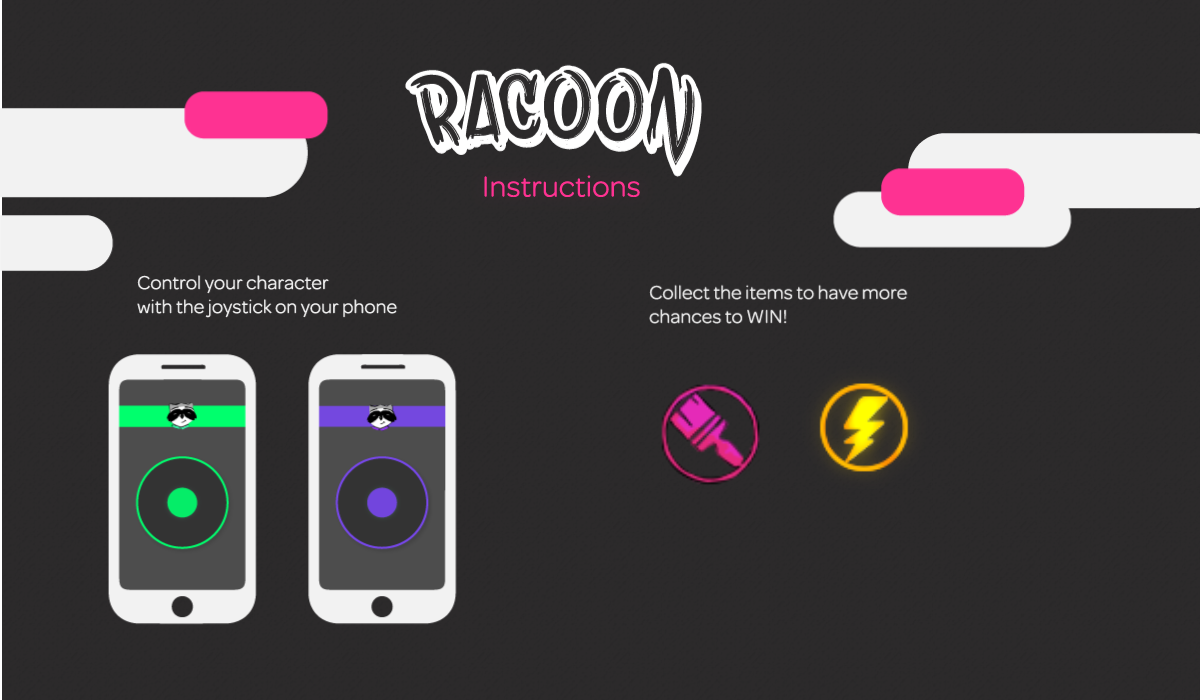 RACOON
Instructions
Control your character
with the joystick on your phone
Collect the items to have more
chances to WIN!